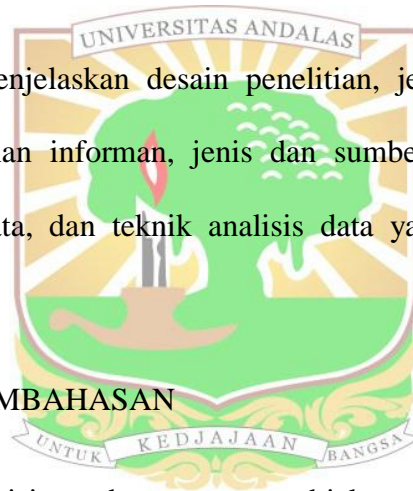 UNIVERSITAS ANDALAS
enjelaskan desain penelitian, je
an informan, jenis dan sumbe
ata, dan teknik analisis data ya
MBAHASAN
UNTUK KEDJAJAAN BANGSA